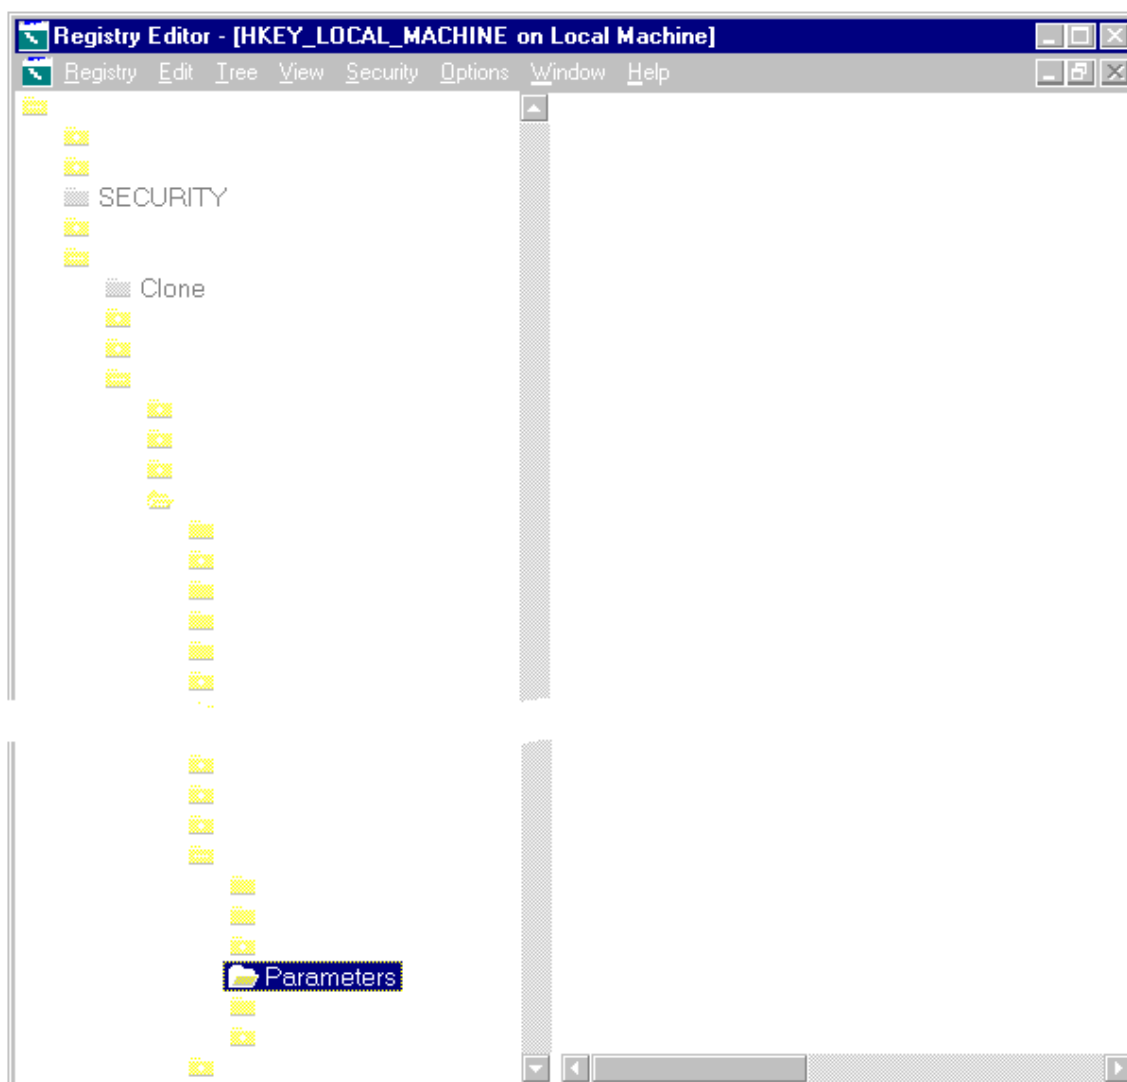 Registry Editor - [HKEY_LOCAL_MACHINE on Local Machine]
Registry Edit Tree View Security Options Window Help
SECURITY
Clone
Parameters